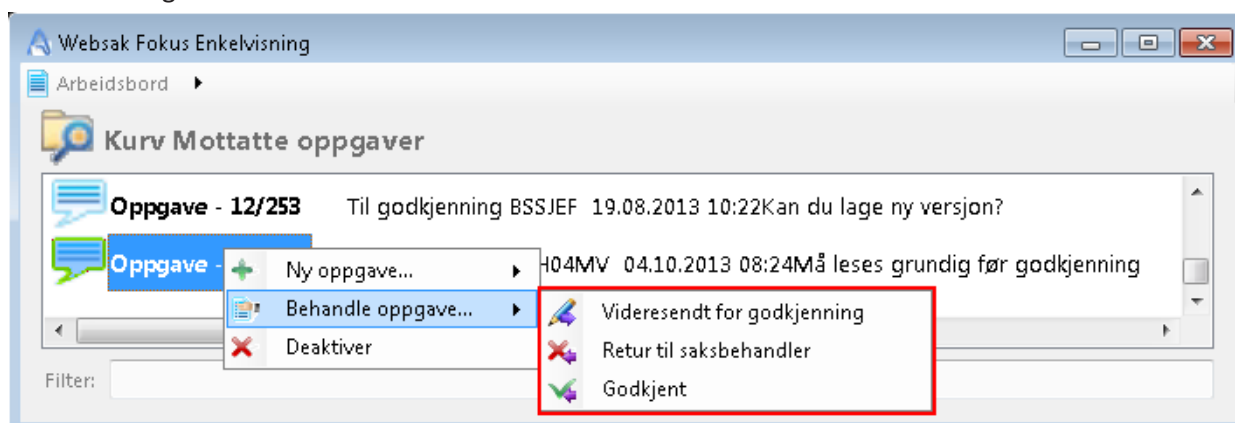 Websak Fokus Enkelvisning
Arbeidsbord
Kurv Mottatte oppgaver
Oppgave - 12/253 Til godkjenning BSSJEF 19.08.2013 10:22Kan du lage ny versjon?
Oppgave - H04MV 04.10.2013 08:24Må leses grundig før godkjenning
Ny oppgave...
Behandle oppgave...
Deaktiver
Videresendt for godkjenning
Retur til saksbehandler
Godkjent
Filter: